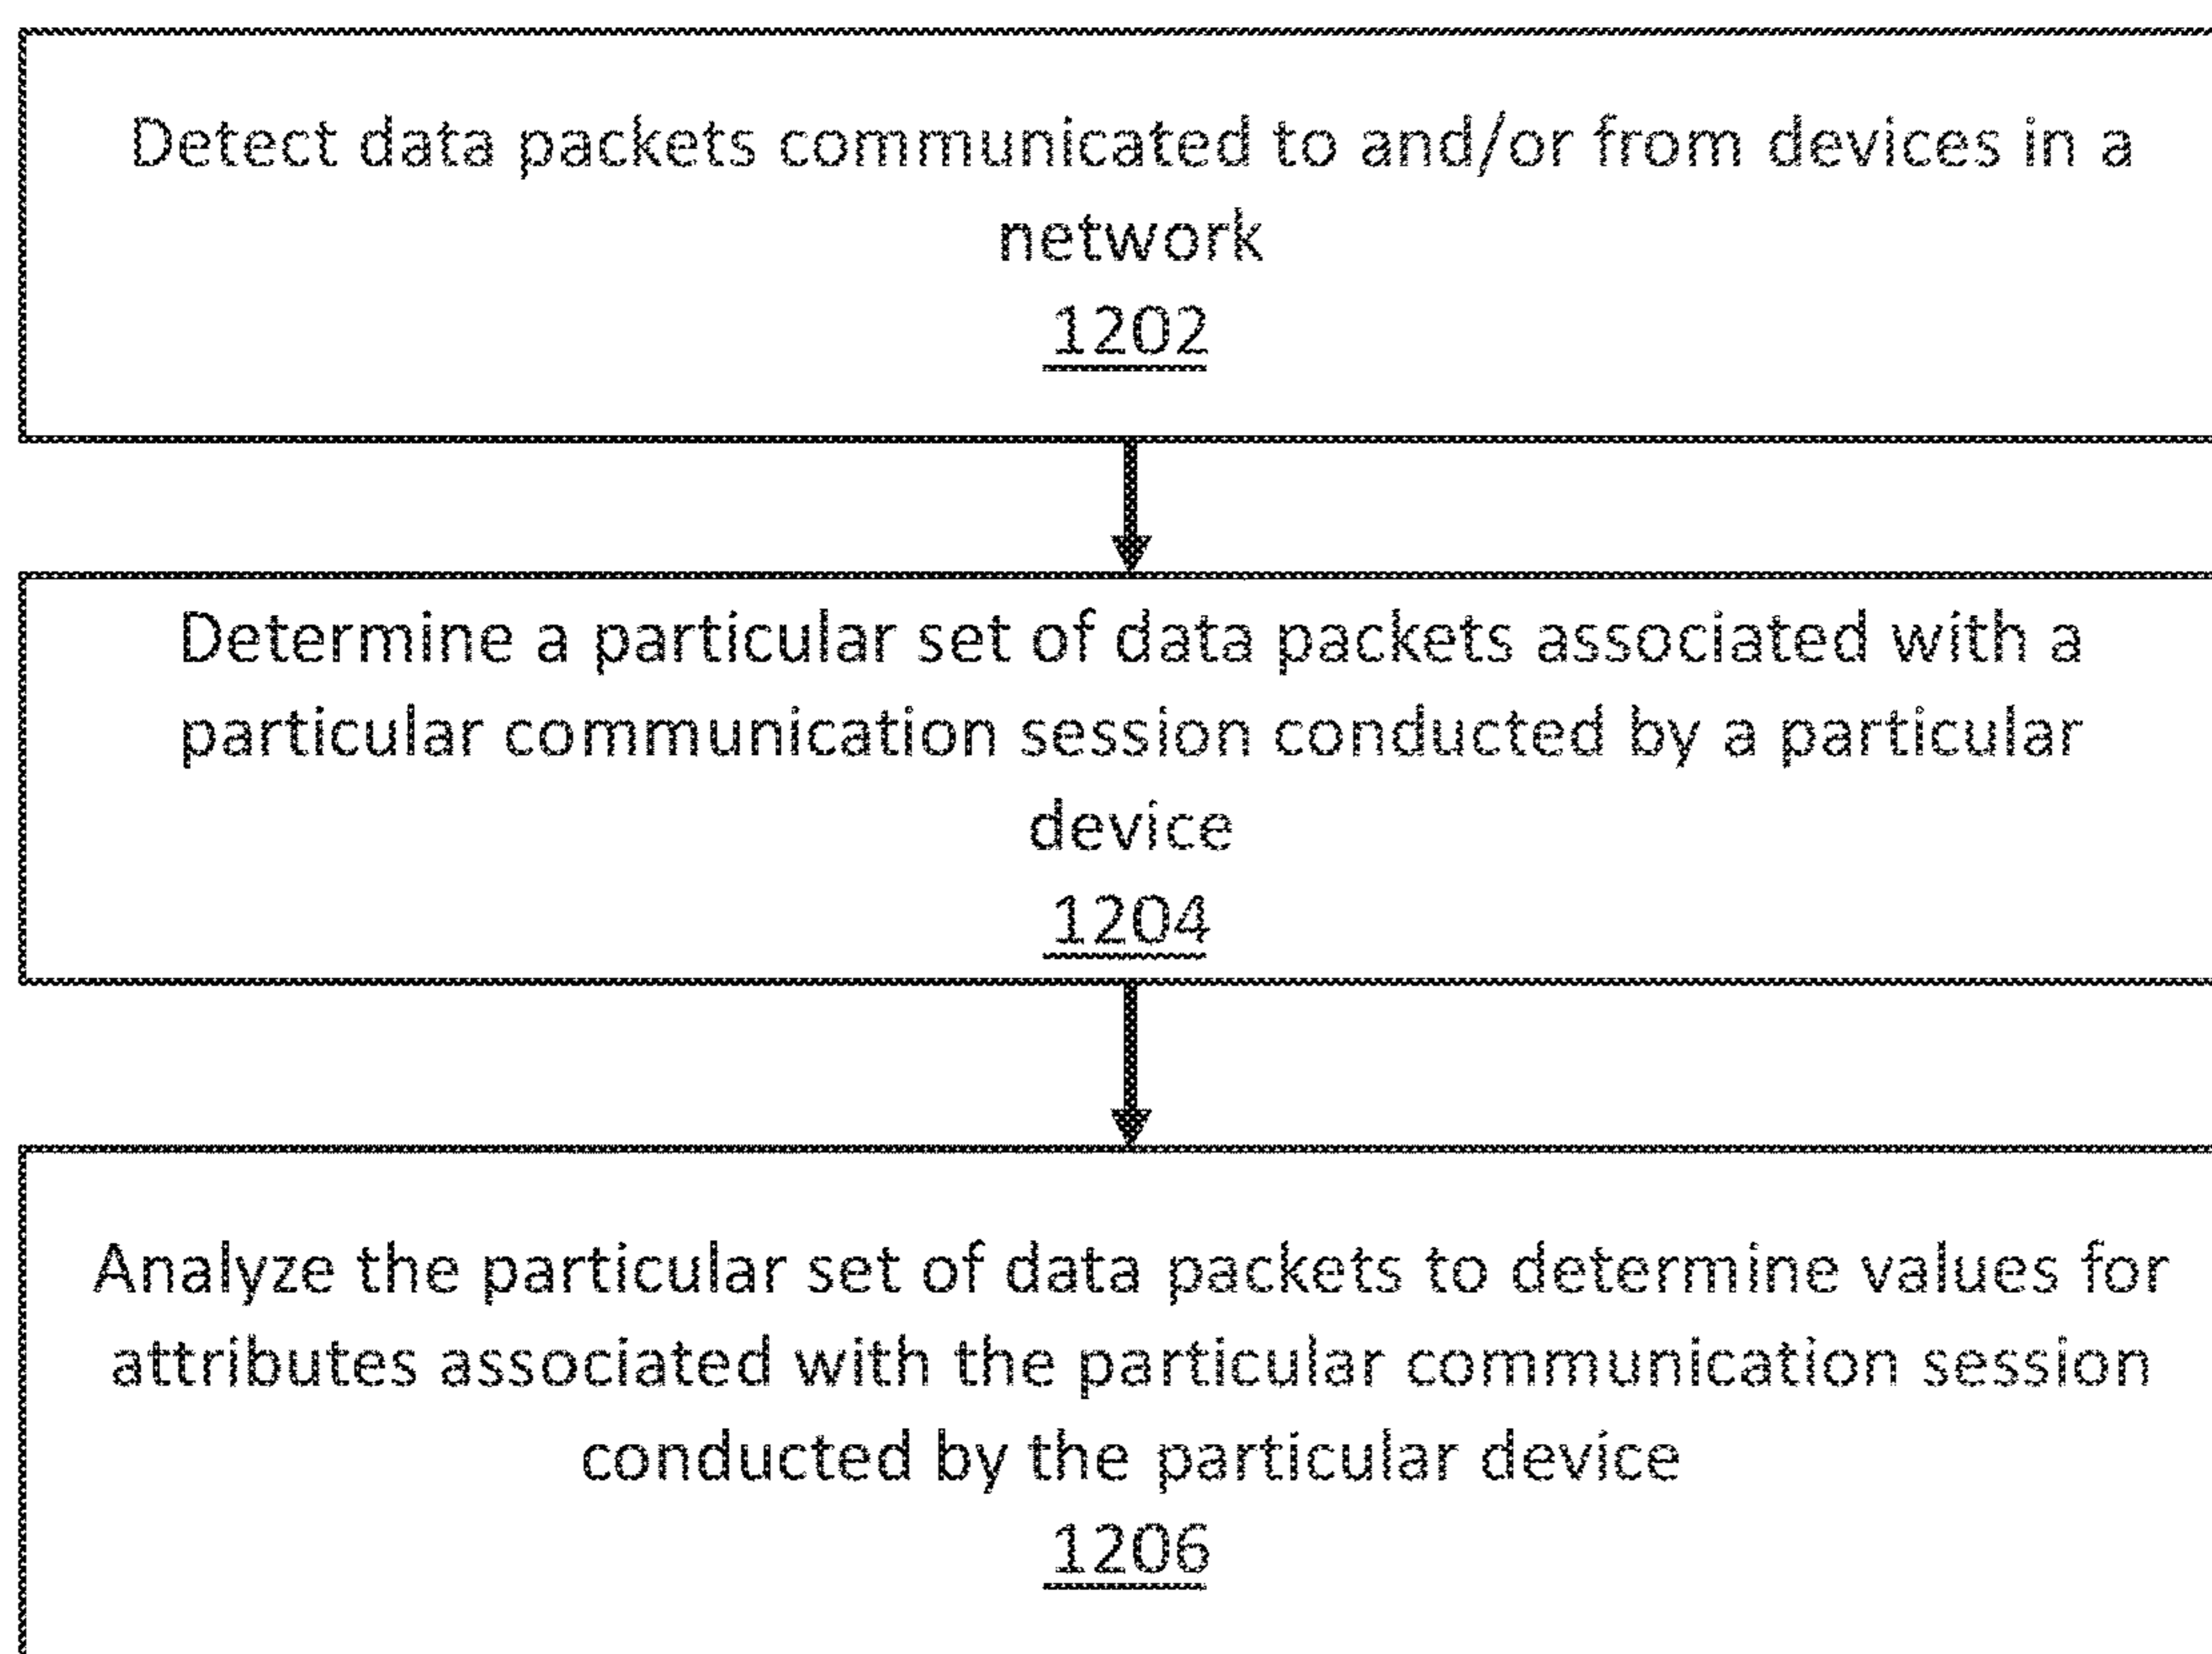 Detect data packets communicated to and/or from devices in a
network
1202
Determine a particular set of data packets associated with a
particular communication session conducted by a particular
device
1204
Analyze the particular set of data packets to determine values for
attributes associated with the particular communication session
conducted by the particular device
1206